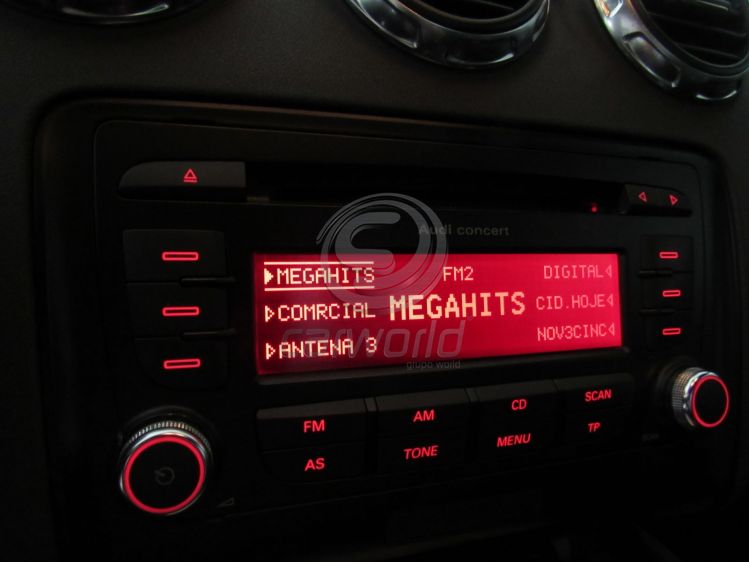 Audi concert
MEGAHITS FM2 DIGITAL
COMRCIAL MEGAHITS CID.HOJE
ANTENA 3 NOV3CINC
carworld
grupo world
FM AM CD SCAN
AS TONE MENU TP